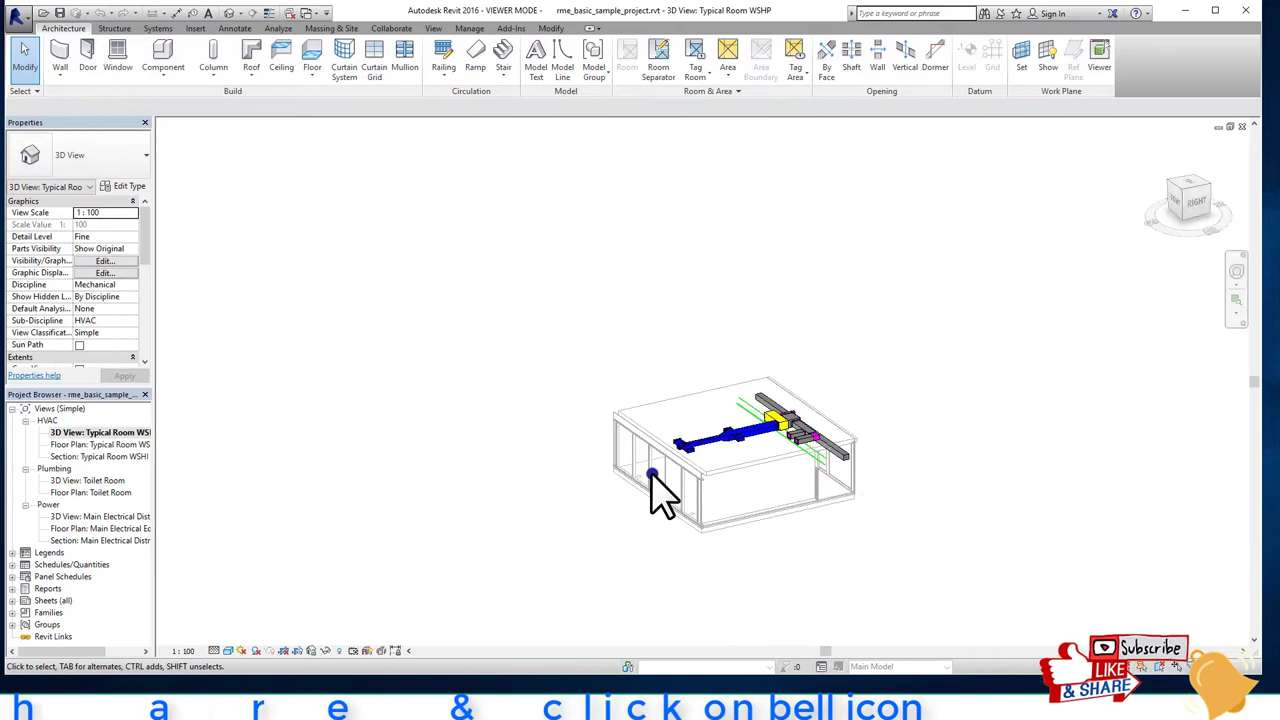 Autodesk Revit 2016 - VIEWER MODE - rme_basic_sample_project.rvt - 3D View: Typical Room WSHP
Type a keyword or phrase
Sign In
Architecture Structure Systems Insert Annotate Analyze Massing & Site Collaborate View Manage Add-Ins Modify
Modify Wall Door Window Component Column Roof Ceiling Floor Curtain System Curtain Grid Mullion Railing Ramp Stair Model Text Model Line Model Group Room Room Separator Tag Room Area Area Boundary Tag Area By Face Shaft Wall Vertical Dormer Level Grid Set Show Ref Plane Viewer
Select Build Circulation Model Room & Area Opening Datum Work Plane
Properties
3D View
3D View: Typical Roo Edit Type
Graphics
View Scale 1 : 100
Scale Value 1: 100
Detail Level Fine
Parts Visibility Show Original
Visibility/Graph... Edit...
Graphic Displa... Edit...
Discipline Mechanical
Show Hidden L... By Discipline
Default Analysi... None
Sub-Discipline HVAC
View Classificat... Simple
Sun Path
Extents
Properties help Apply
Project Browser - rme_basic_sample_...
Views (Simple)
HVAC
3D View: Typical Room WSI
Floor Plan: Typical Room WS
Section: Typical Room WSHI
Plumbing
3D View: Toilet Room
Floor Plan: Toilet Room
Power
3D View: Main Electrical Dist
Floor Plan: Main Electrical Ec
Section: Main Electrical Distr
Legends
Schedules/Quantities
Panel Schedules
Reports
Sheets (all)
Families
Groups
Revit Links
RIGHT
1 : 100
Click to select, TAB for alternates, CTRL adds, SHIFT unselects.
:0
Main Model
Subscribe
LIKE
& SHARE
h a r e & c l i c k on bell icon